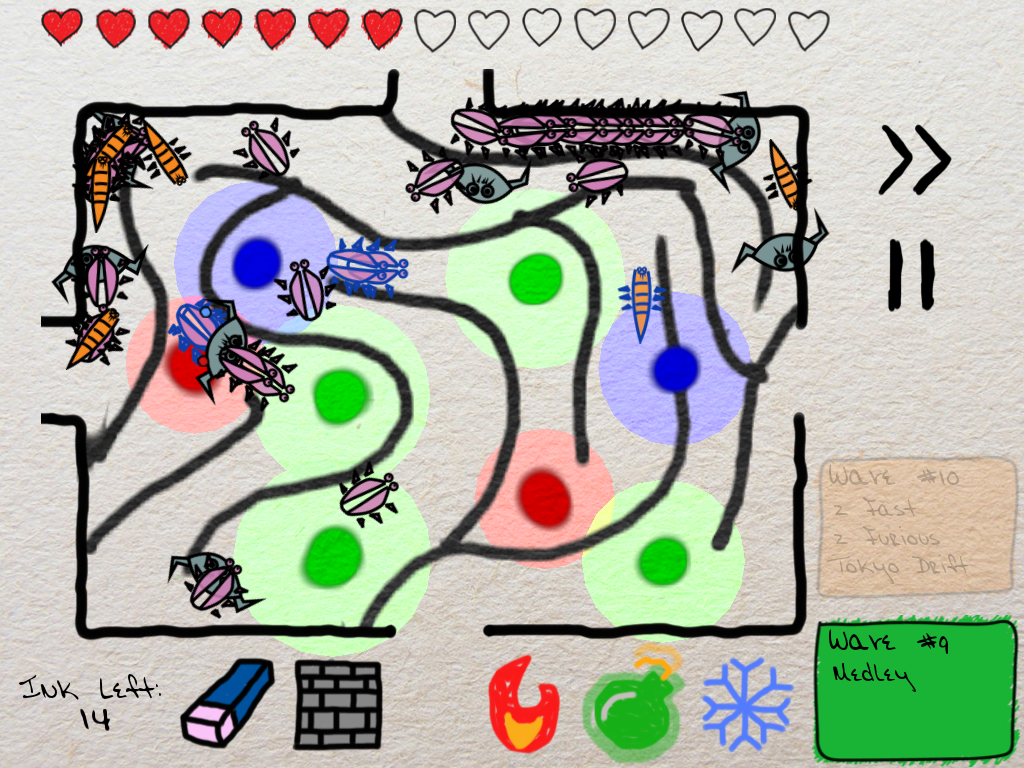 Wave #10
2 Fast
2 Furious
Tokyo Drift
Wave #9
Medley
Ink Left:
14